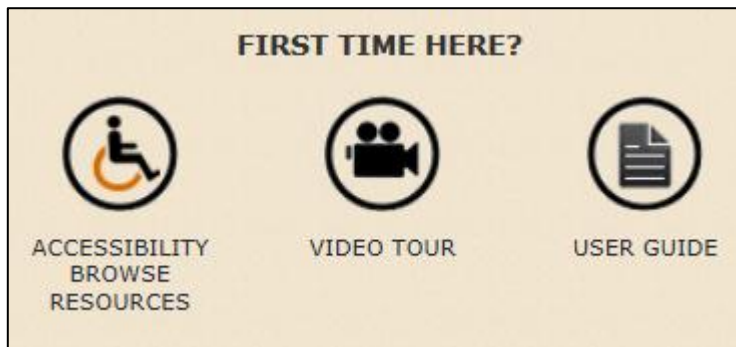 FIRST TIME HERE?
ACCESSIBILITY
BROWSE
RESOURCES
VIDEO TOUR
USER GUIDE